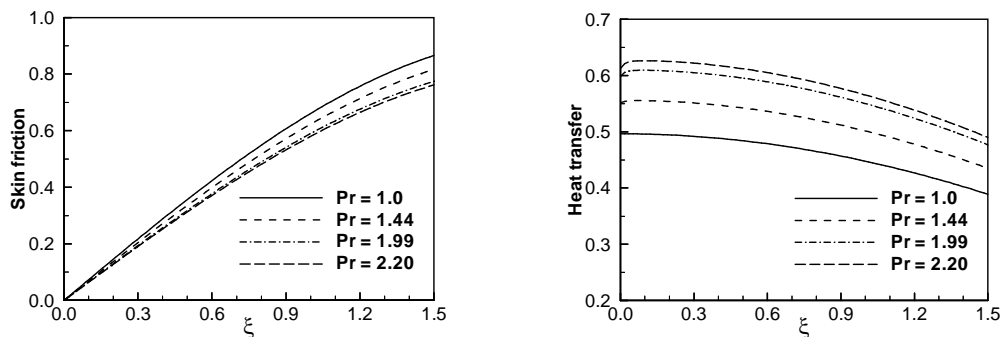 Skin friction
1.0
0.8
0.6
0.4
0.2
0.0
Pr = 1.0
Pr = 1.44
Pr = 1.99
Pr = 2.20
0.0 0.3 0.6 0.9 1.2 1.5
ξ
Heat transfer
0.7
0.6
0.5
0.4
0.3
0.2
Pr = 1.0
Pr = 1.44
Pr = 1.99
Pr = 2.20
0.0 0.3 0.6 0.9 1.2 1.5
ξ